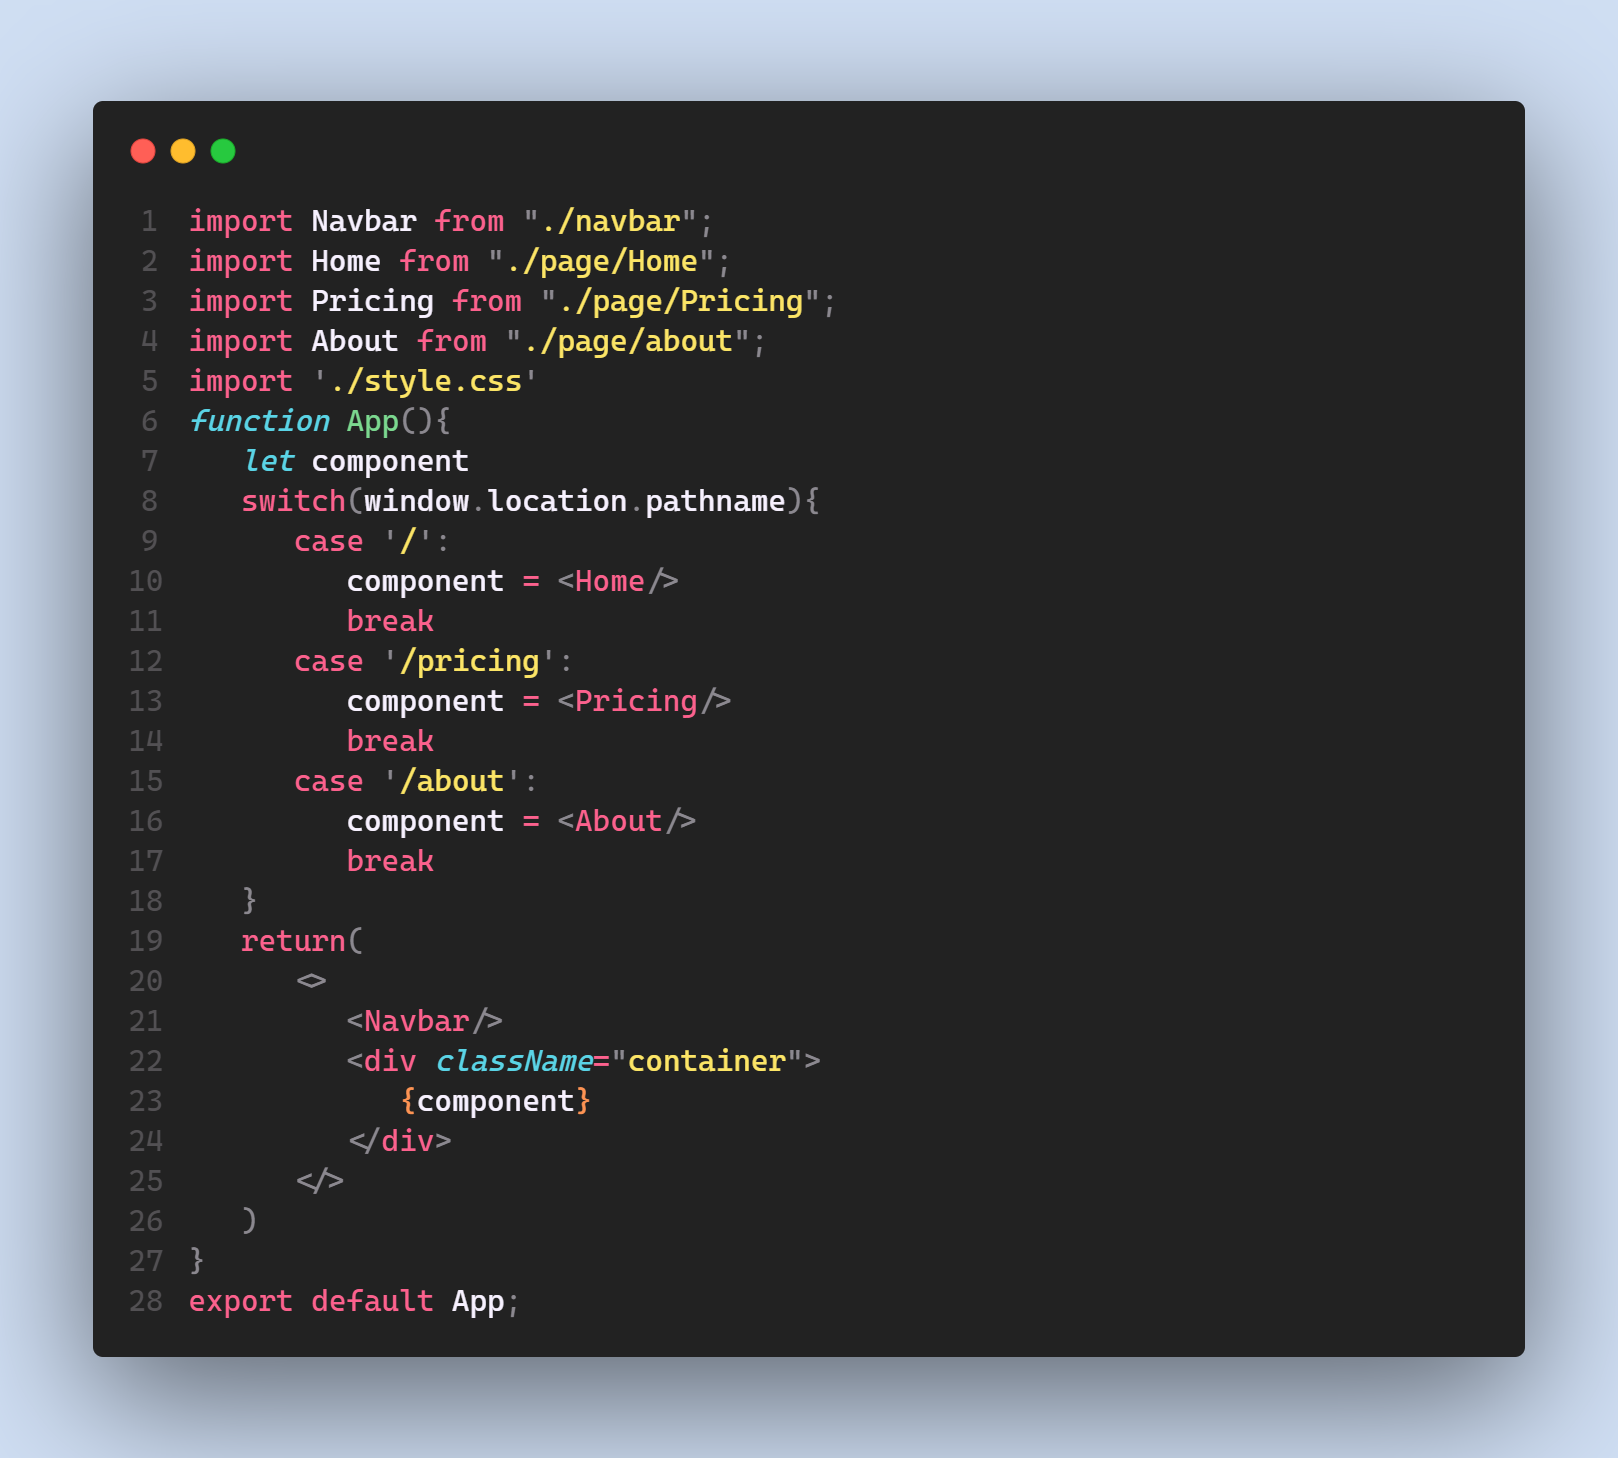 1 import Navbar from "./navbar";
2 import Home from "./page/Home";
3 import Pricing from "./page/Pricing";
4 import About from "./page/about";
5 import './style.css'
6 function App(){
7    let component
8    switch(window.location.pathname){
9       case '/':
10          component = <Home/>
11          break
12       case '/pricing':
13          component = <Pricing/>
14          break
15       case '/about':
16          component = <About/>
17          break
18    }
19    return(
20       <>
21          <Navbar/>
22          <div className="container">
23             {component}
24          </div>
25       </>
26    )
27 }
28 export default App;